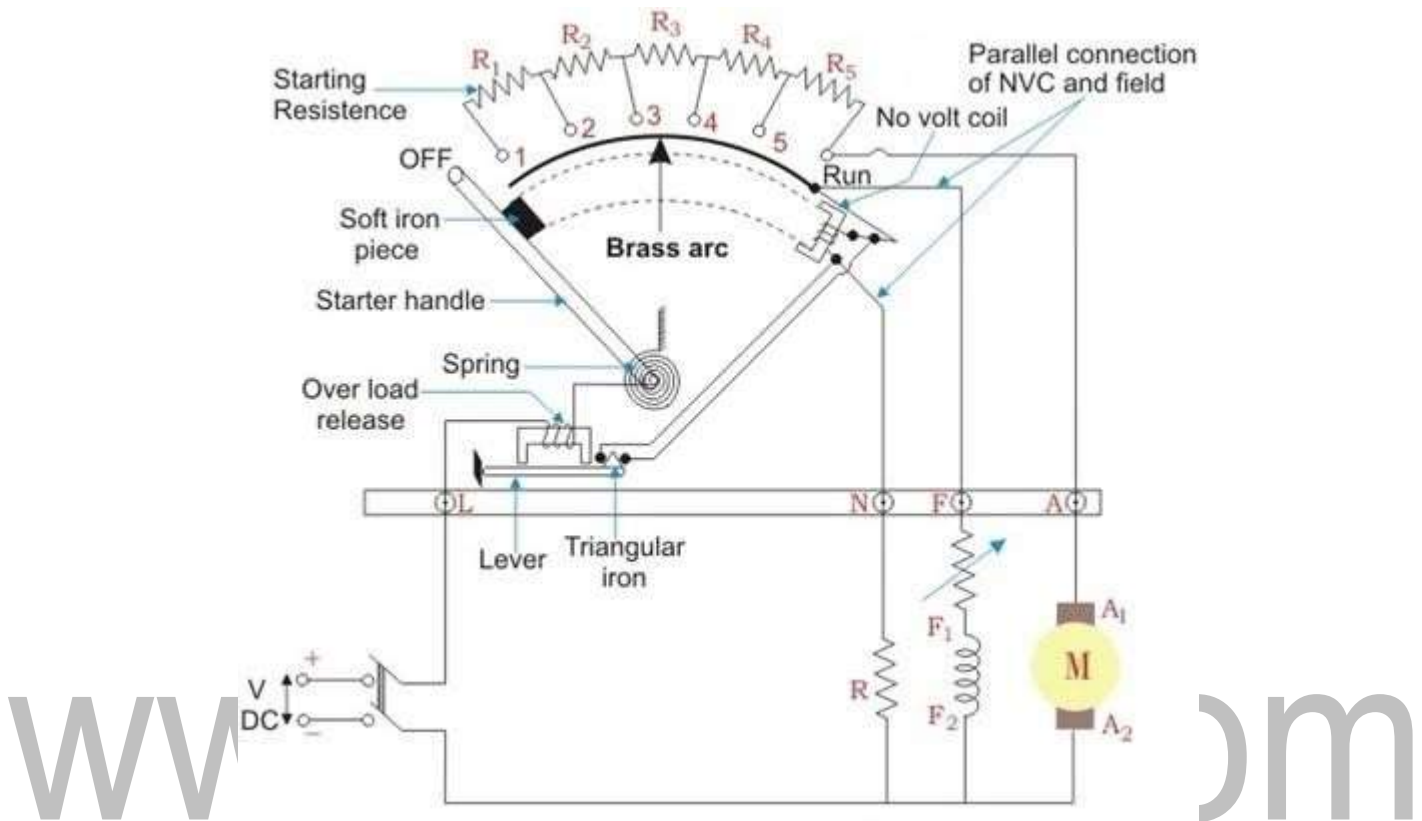 R1
R2
R3
R4
R5
Parallel connection
of NVC and field
Starting
Resistence
No volt coil
1
2
3
4
5
OFF
Run
Soft iron
piece
Brass arc
Starter handle
Spring
Over load
release
L
N
F
A
Lever
Triangular
iron
A1
F1
M
+
V
DC
−
R
F2
A2